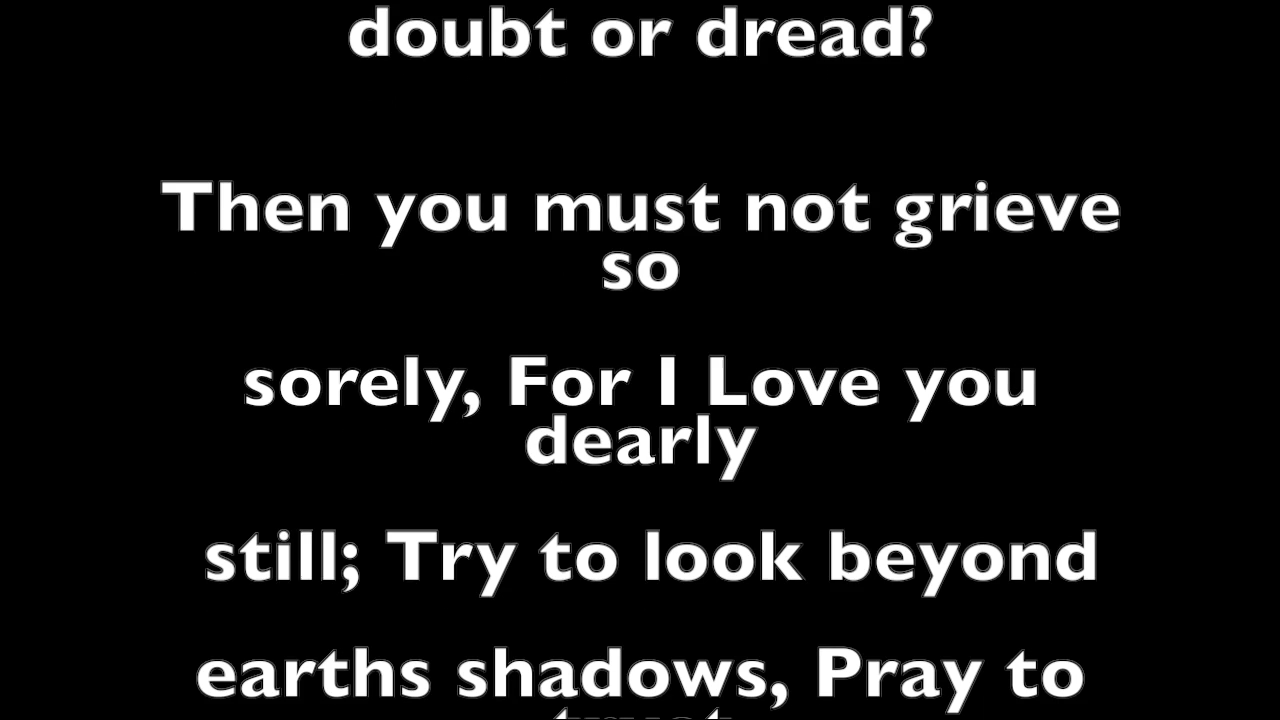 doubt or dread?
Then you must not grieve
so
sorely, For I Love you
dearly
still; Try to look beyond
earths shadows, Pray to